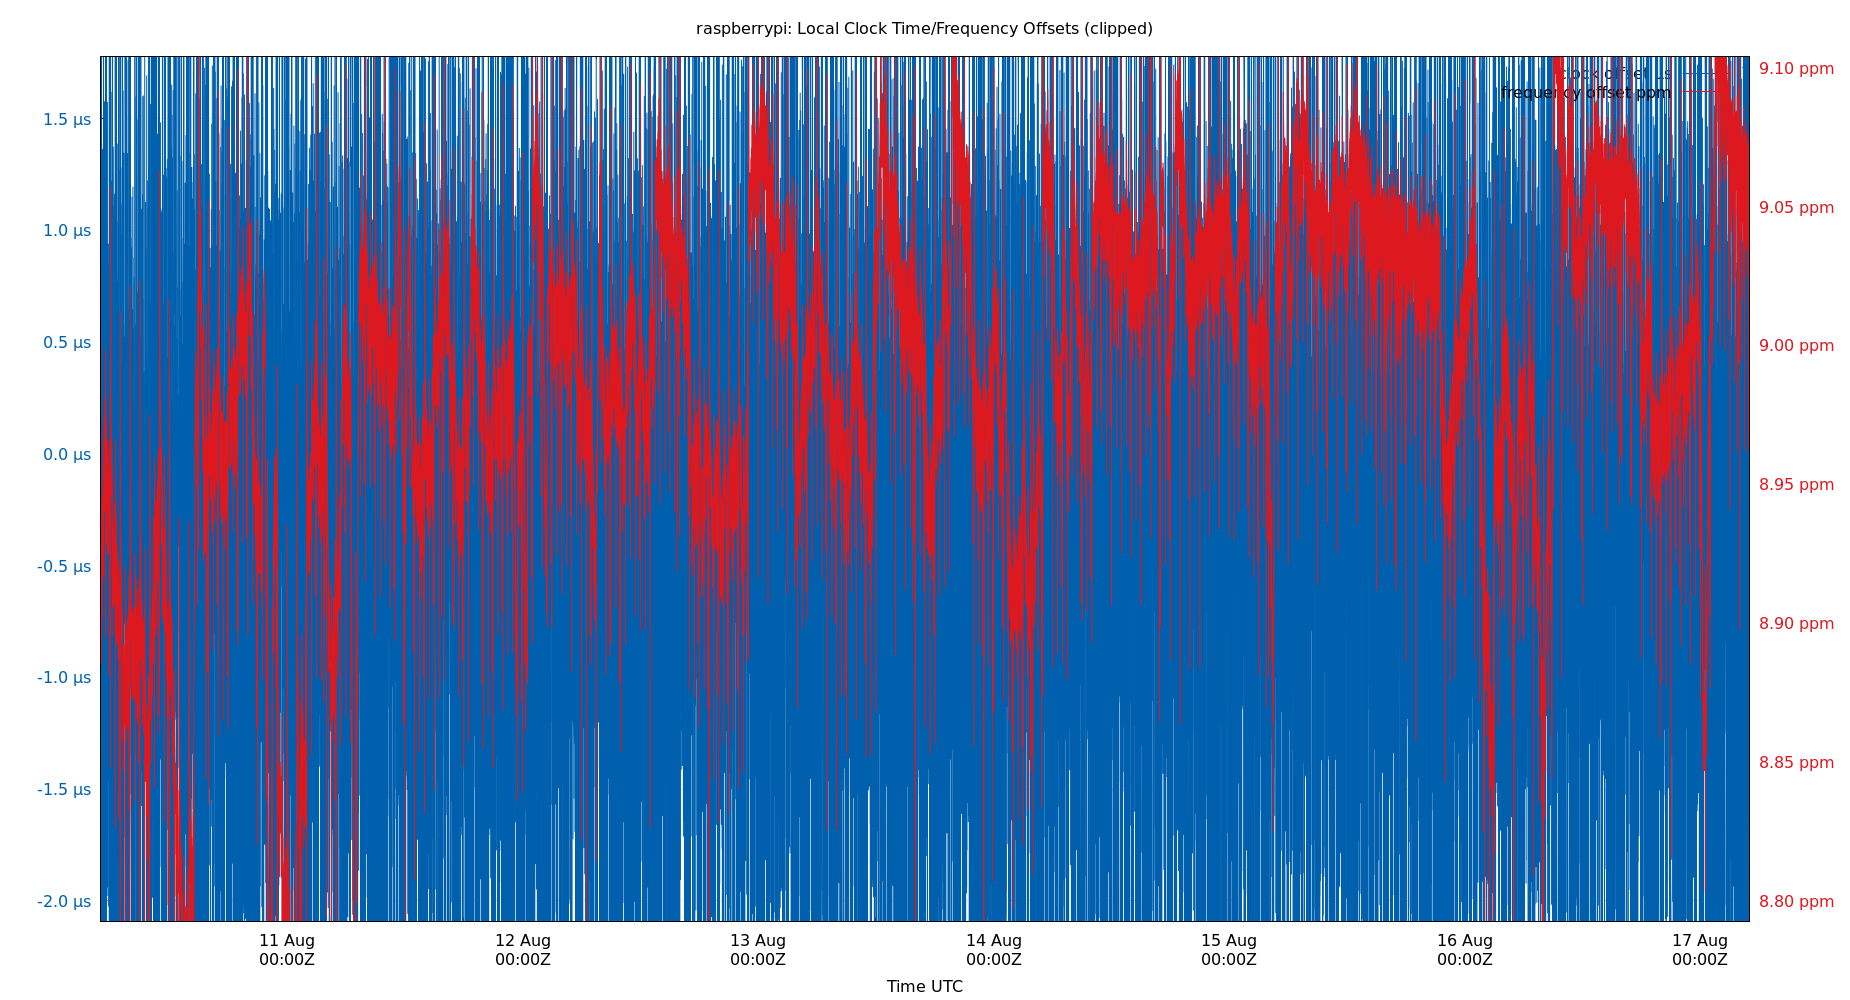 raspberrypi: Local Clock Time/Frequency Offsets (clipped)
clock offset
frequency offset ppm
1.5 µs
1.0 µs
0.5 µs
0.0 µs
-0.5 µs
-1.0 µs
-1.5 µs
-2.0 µs
9.10 ppm
9.05 ppm
9.00 ppm
8.95 ppm
8.90 ppm
8.85 ppm
8.80 ppm
11 Aug
00:00Z
12 Aug
00:00Z
13 Aug
00:00Z
14 Aug
00:00Z
15 Aug
00:00Z
16 Aug
00:00Z
17 Aug
00:00Z
Time UTC